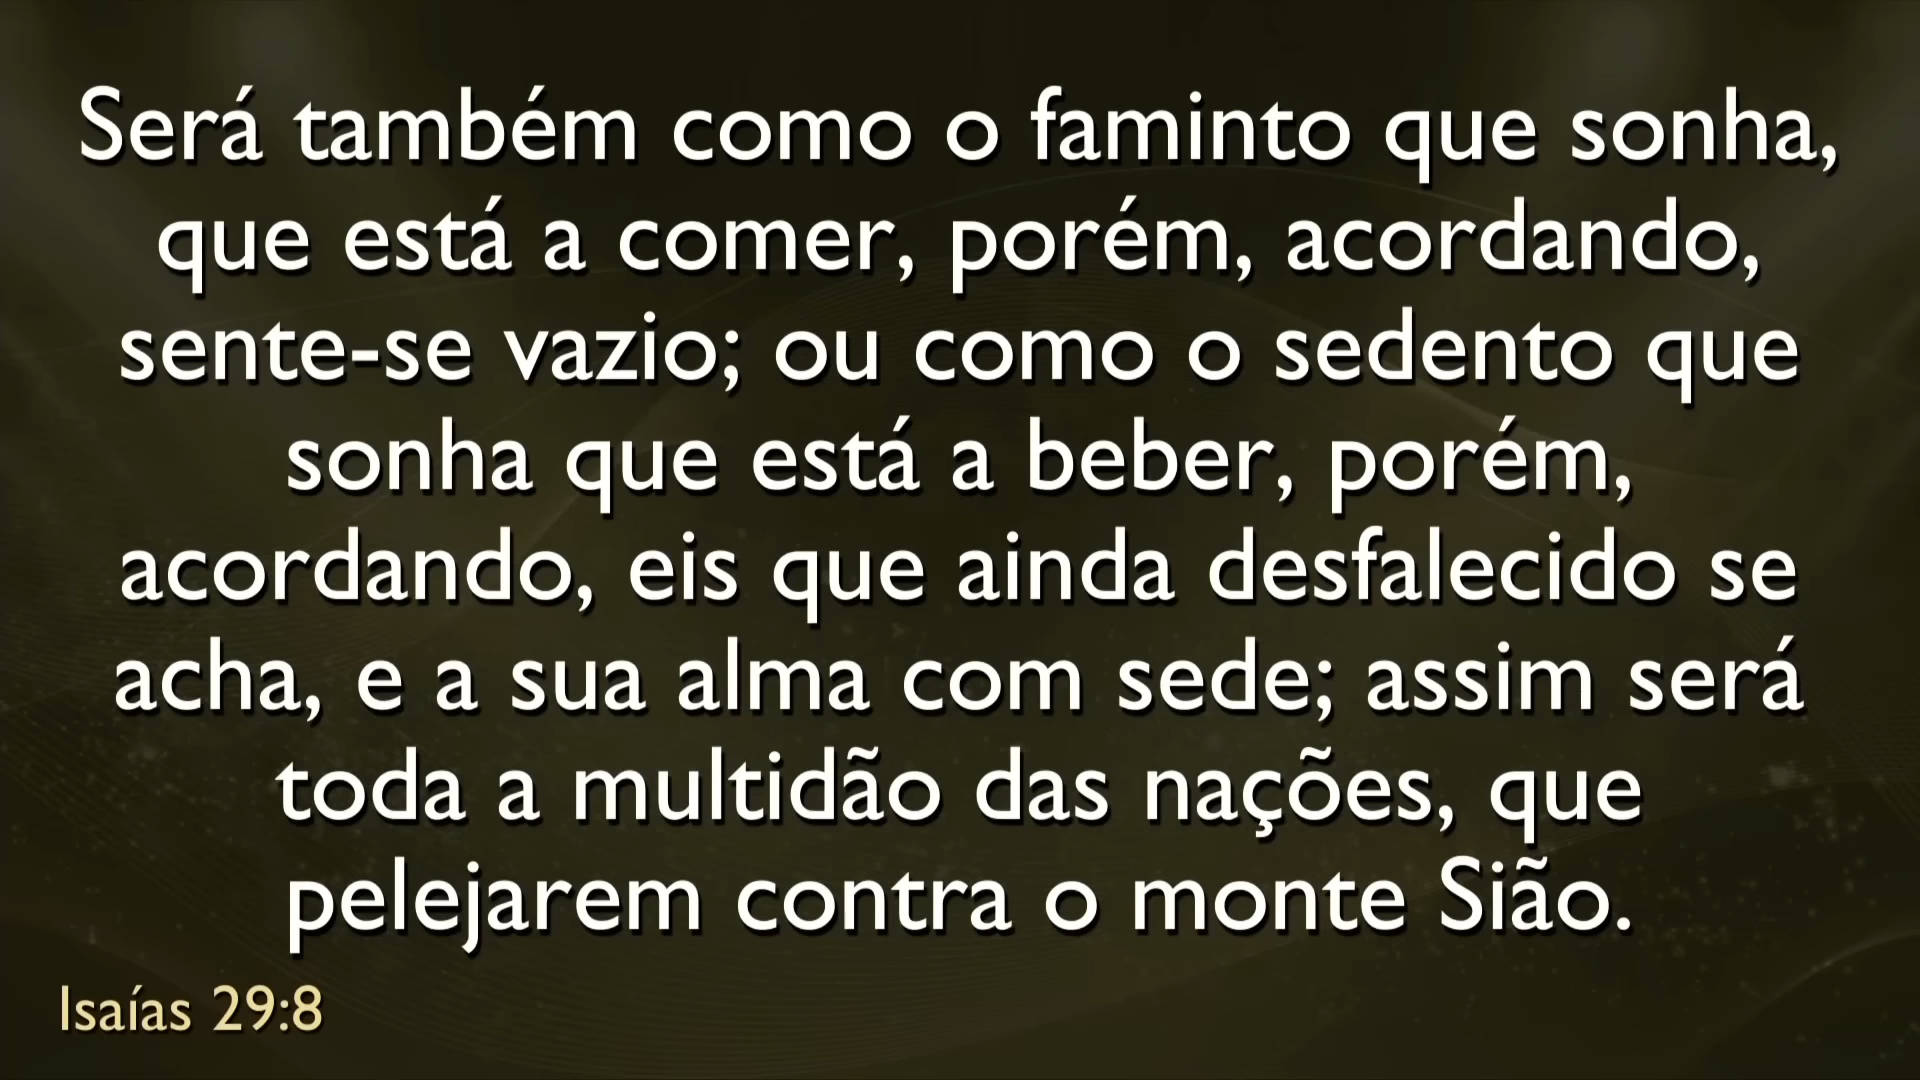 Será também como o faminto que sonha,
que está a comer, porém, acordando,
sente-se vazio; ou como o sedento que
sonha que está a beber, porém,
acordando, eis que ainda desfalecido se
acha, e a sua alma com sede; assim será
toda a multidão das nações, que
pelejarem contra o monte Sião.
Isaías 29:8